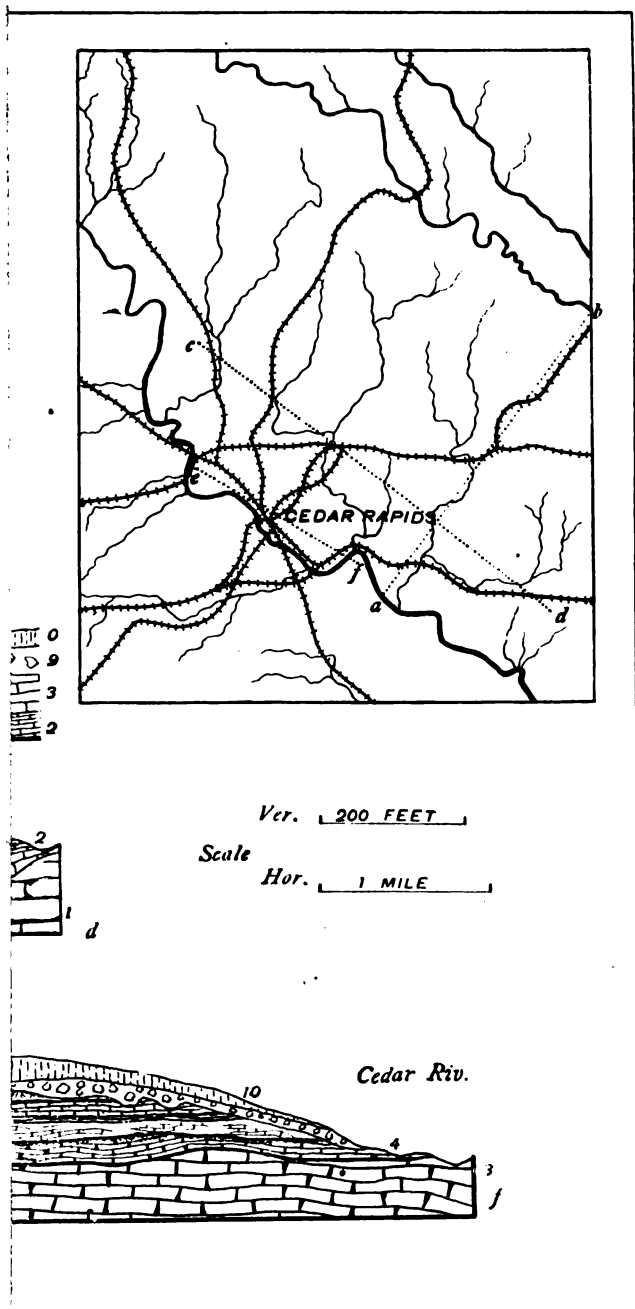 b
c
e
CEDAR RAPIDS
f
a
d
0
9
3
2
Ver. 200 FEET
Scale
Hor. 1 MILE
2
1
d
Cedar Riv.
10
4
3
f